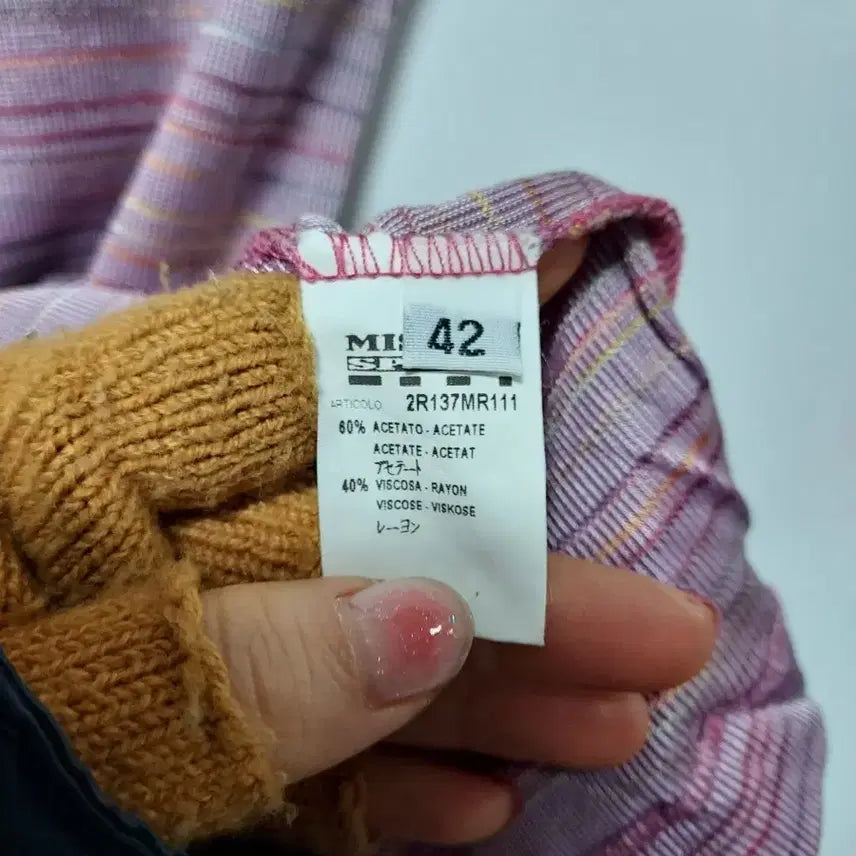 MIS
42
SP
ARTICOLO 2R137MR111
60% ACETATO - ACETATE
ACETATE - ACETAT
アセテート
40% VISCOSA - RAYON
VISCOSE - VISKOSE
レーヨン